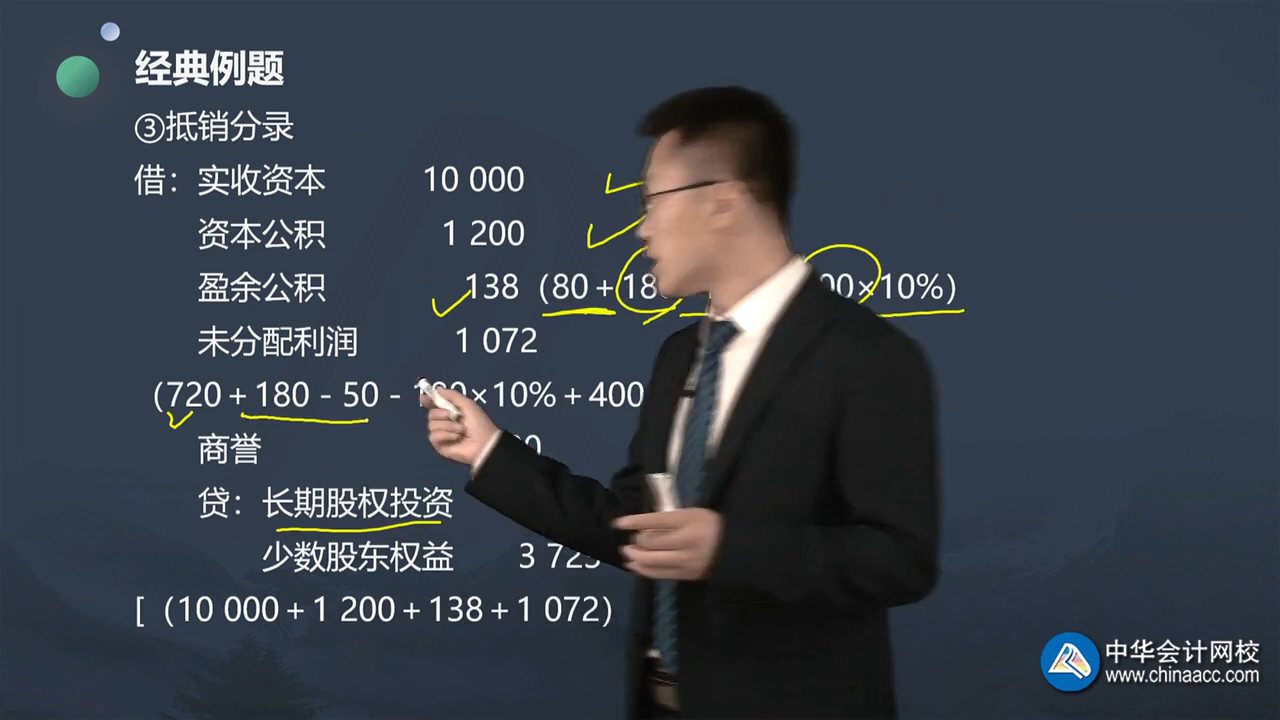 经典例题
③抵销分录
借：实收资本 10 000
资本公积 1 200
盈余公积 138 (80+18 00×10%)
未分配利润 1 072
(720+180-50- ×10%+400
商誉
贷：长期股权投资
少数股东权益 3 723
[（10 000+1 200+138+1 072）
中华会计网校
www.chinaacc.com